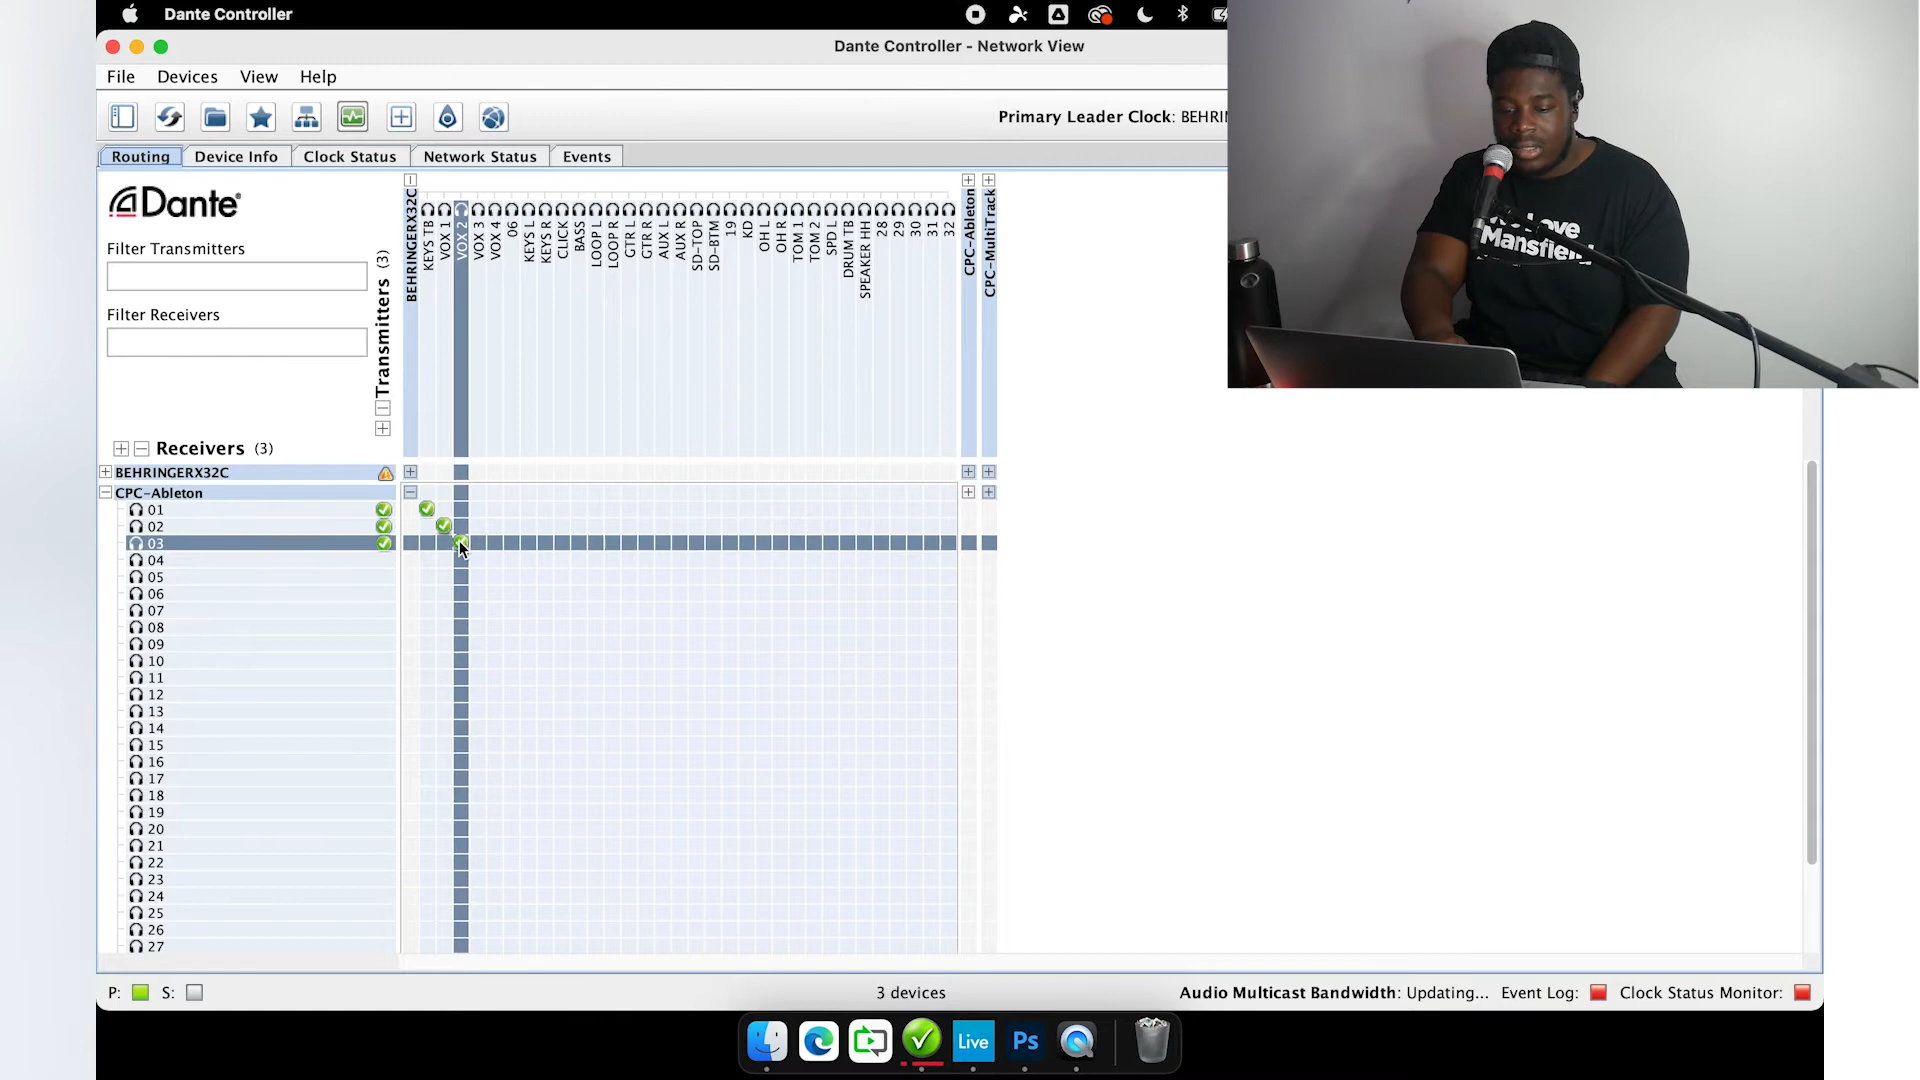 Dante Controller
Dante Controller - Network View
File Devices View Help
Primary Leader Clock: BEHRI
Routing Device Info Clock Status Network Status Events
Dante
Filter Transmitters
Filter Receivers
Transmitters (3)
BEHRINGERX32C
KEYS TB
VOX 1
VOX 2
VOX 3
VOX 4
06
KEYS L
KEYS R
CLICK
BASS
LOOP L
LOOP R
GTR L
GTR R
AUX L
AUX R
SD-TOP
SD-BTM
19
KD
OH L
OH R
TOM 1
TOM 2
SPD L
DRUM TB
SPEAKER HH
28
29
30
31
32
CPC-Ableton
CPC-MultiTrack
Love
Mansfield
Receivers (3)
BEHRINGERX32C
CPC-Ableton
01
02
03
04
05
06
07
08
09
10
11
12
13
14
15
16
17
18
19
20
21
22
23
24
25
26
27
P: S: 3 devices Audio Multicast Bandwidth: Updating... Event Log: Clock Status Monitor:
Live
Ps